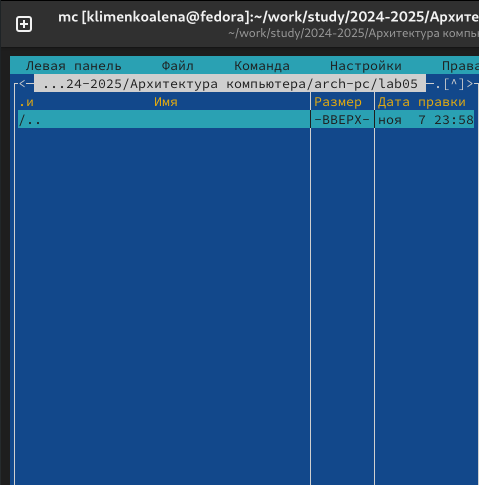 mc [klimenkoalena@fedora]:~/work/study/2024-2025/Архите
~/work/study/2024-2025/Архитектура компь
Левая панель Файл Команда Настройки Права
<— ...24-2025/Архитектура компьютера/arch-pc/lab05 —.[^]>
.и Имя Размер Дата правки
/.. -ВВЕРХ- ноя 7 23:58